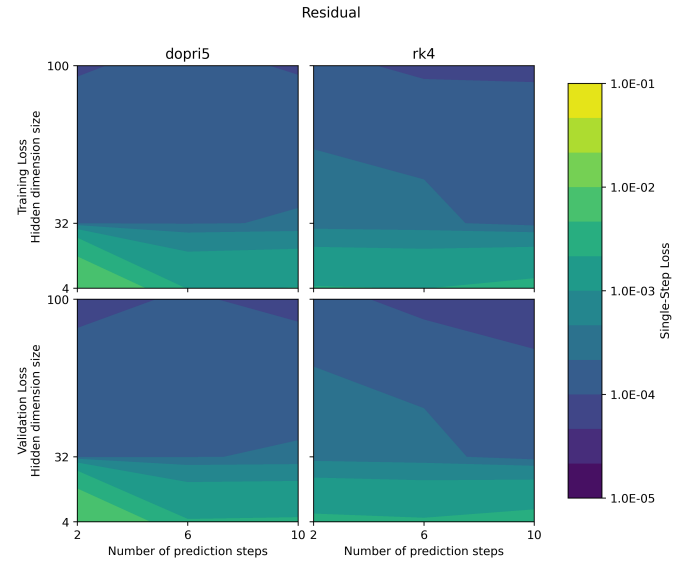 Residual
dopri5
rk4
100
32
4
Training Loss
Hidden dimension size
100
32
4
Validation Loss
Hidden dimension size
2
6
10
Number of prediction steps
2
6
10
Number of prediction steps
1.0E-01
1.0E-02
1.0E-03
1.0E-04
1.0E-05
Single-Step Loss